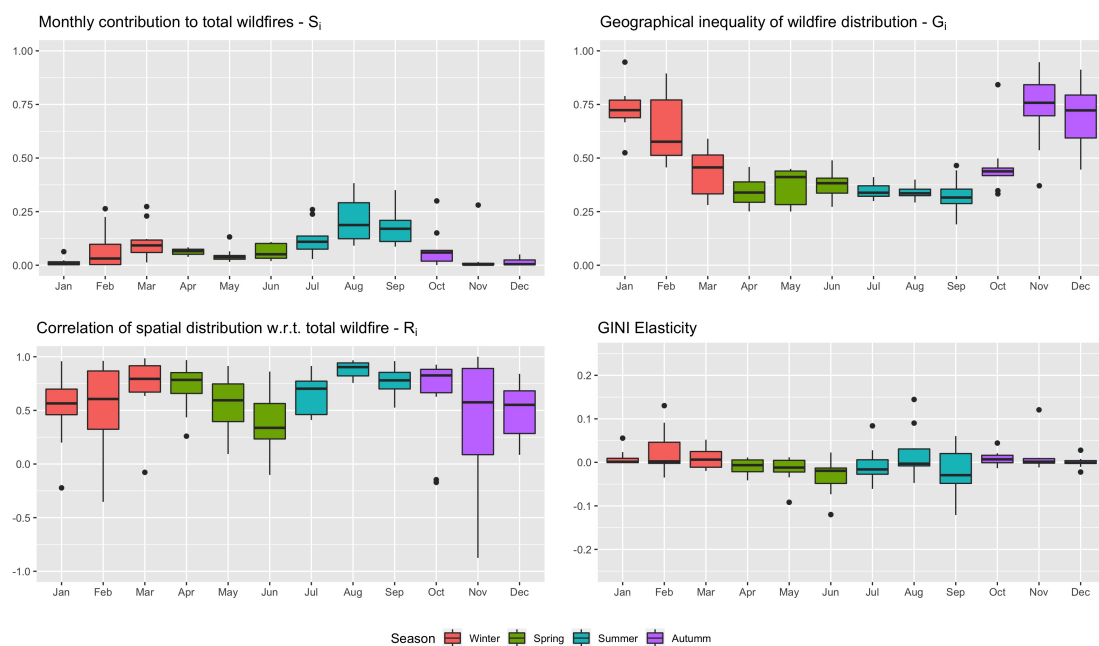 Monthly contribution to total wildfires - Si
1.00
0.75
0.50
0.25
0.00
Jan Feb Mar Apr May Jun Jul Aug Sep Oct Nov Dec
Geographical inequality of wildfire distribution - Gi
1.00
0.75
0.50
0.25
0.00
Jan Feb Mar Apr May Jun Jul Aug Sep Oct Nov Dec
Correlation of spatial distribution w.r.t. total wildfire - Ri
1.0
0.5
0.0
-0.5
-1.0
Jan Feb Mar Apr May Jun Jul Aug Sep Oct Nov Dec
GINI Elasticity
0.2
0.1
0.0
-0.1
-0.2
Jan Feb Mar Apr May Jun Jul Aug Sep Oct Nov Dec
Season Winter Spring Summer Autumm